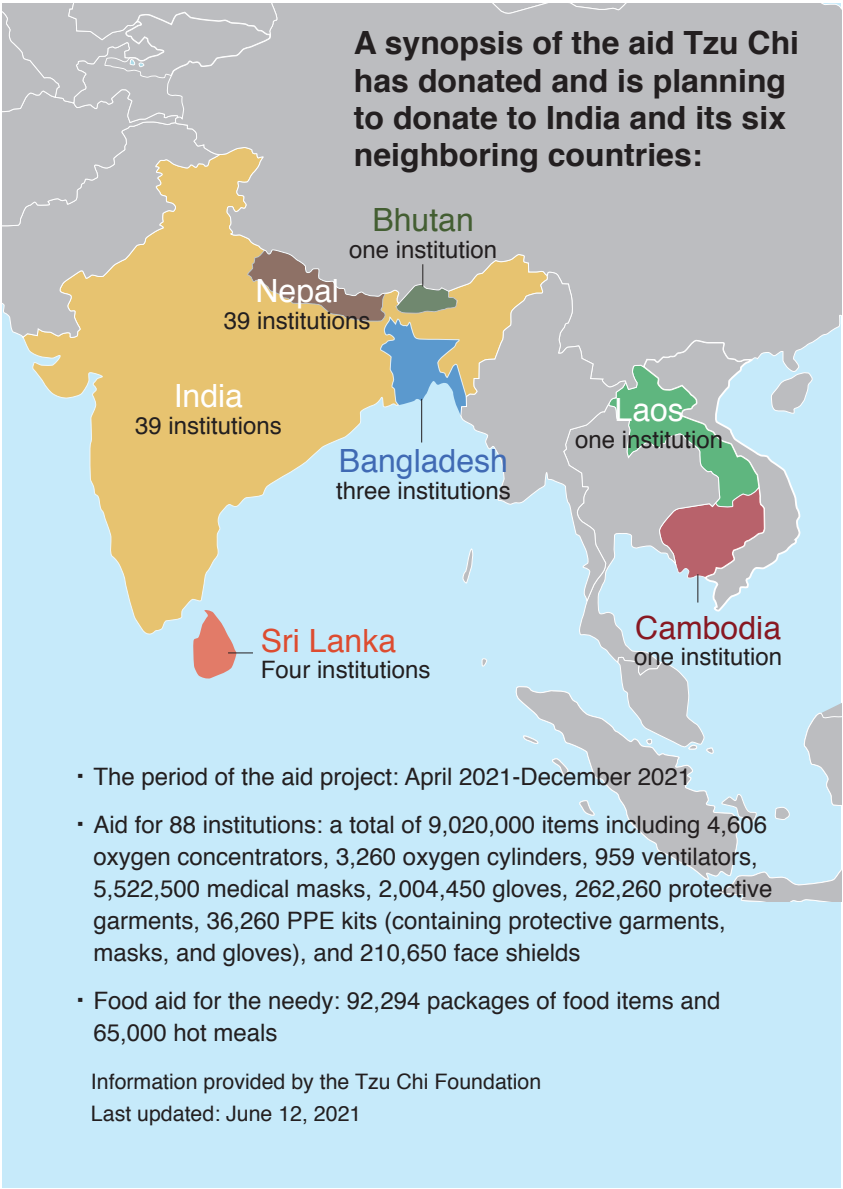 A synopsis of the aid Tzu Chi
has donated and is planning
to donate to India and its six
neighboring countries:
Bhutan
one institution
Nepal
39 institutions
India
39 institutions
Laos
one institution
Bangladesh
three institutions
Cambodia
one institution
Sri Lanka
Four institutions
· The period of the aid project: April 2021-December 2021
· Aid for 88 institutions: a total of 9,020,000 items including 4,606
oxygen concentrators, 3,260 oxygen cylinders, 959 ventilators,
5,522,500 medical masks, 2,004,450 gloves, 262,260 protective
garments, 36,260 PPE kits (containing protective garments,
masks, and gloves), and 210,650 face shields
· Food aid for the needy: 92,294 packages of food items and
65,000 hot meals
Information provided by the Tzu Chi Foundation
Last updated: June 12, 2021